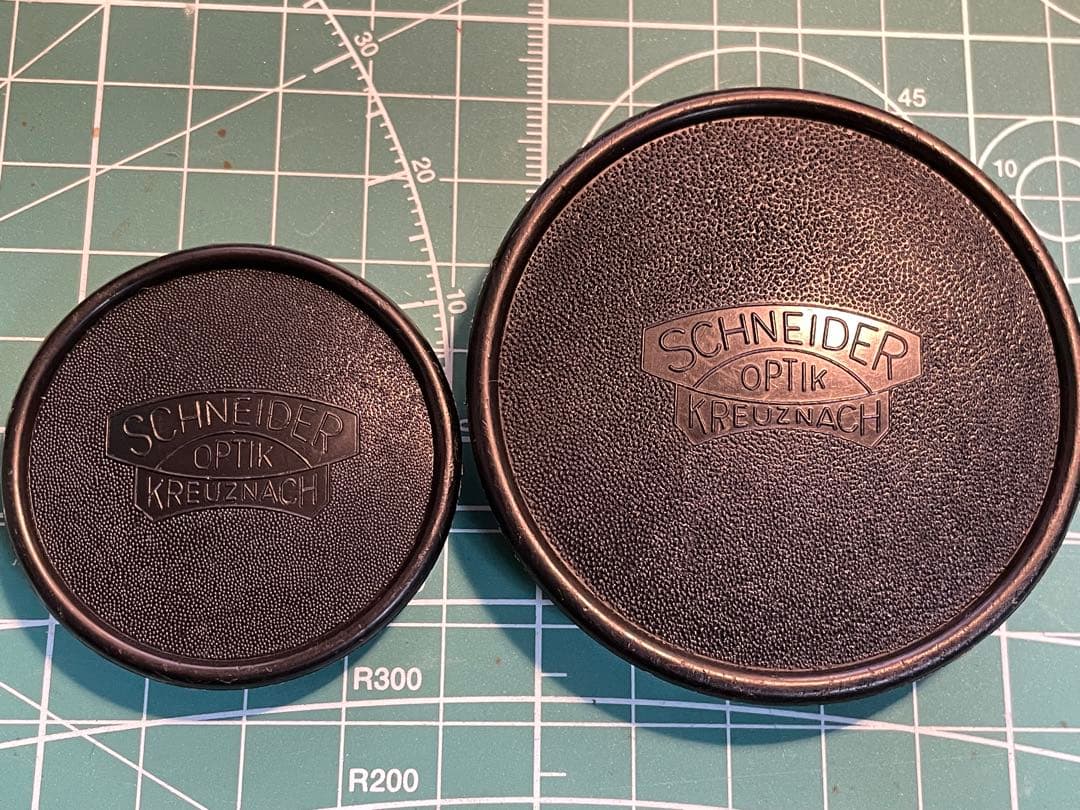 SCHNEIDER
OPTIK
KREUZNACH
SCHNEIDER
OPTIK
KREUZNACH
30
20
10
45
10
R300
R200